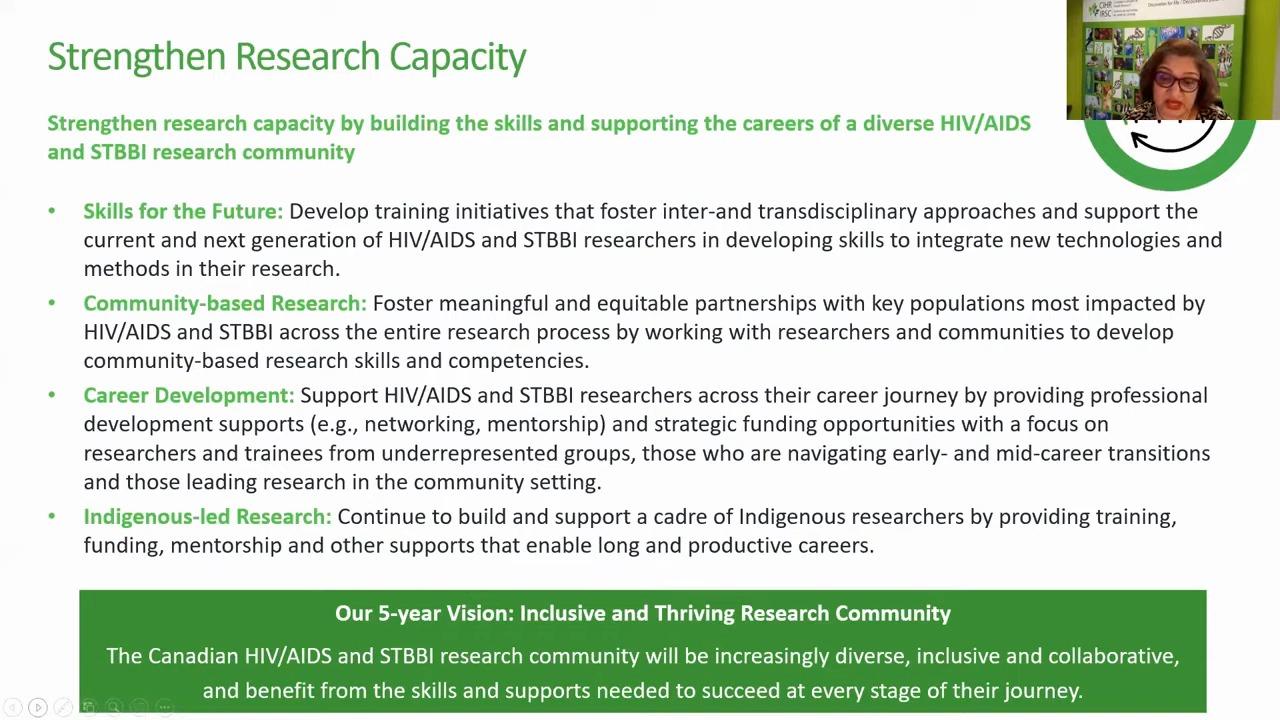 Strengthen Research Capacity
CIHR
IRSC
Strengthen research capacity by building the skills and supporting the careers of a diverse HIV/AIDS
and STBBI research community
• Skills for the Future: Develop training initiatives that foster inter-and transdisciplinary approaches and support the
current and next generation of HIV/AIDS and STBBI researchers in developing skills to integrate new technologies and
methods in their research.
• Community-based Research: Foster meaningful and equitable partnerships with key populations most impacted by
HIV/AIDS and STBBI across the entire research process by working with researchers and communities to develop
community-based research skills and competencies.
• Career Development: Support HIV/AIDS and STBBI researchers across their career journey by providing professional
development supports (e.g., networking, mentorship) and strategic funding opportunities with a focus on
researchers and trainees from underrepresented groups, those who are navigating early- and mid-career transitions
and those leading research in the community setting.
• Indigenous-led Research: Continue to build and support a cadre of Indigenous researchers by providing training,
funding, mentorship and other supports that enable long and productive careers.
Our 5-year Vision: Inclusive and Thriving Research Community
The Canadian HIV/AIDS and STBBI research community will be increasingly diverse, inclusive and collaborative,
and benefit from the skills and supports needed to succeed at every stage of their journey.